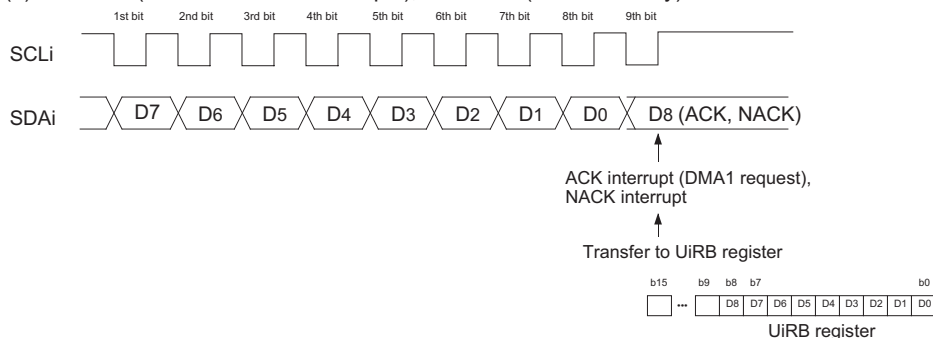 1st bit 2nd bit 3rd bit 4th bit 5th bit 6th bit 7th bit 8th bit 9th bit
SCLi
SDAi D7 D6 D5 D4 D3 D2 D1 D0 D8 (ACK, NACK)
ACK interrupt (DMA1 request),
NACK interrupt
Transfer to UiRB register
b15 b9 b8 b7 b0
... D8 D7 D6 D5 D4 D3 D2 D1 D0
UiRB register